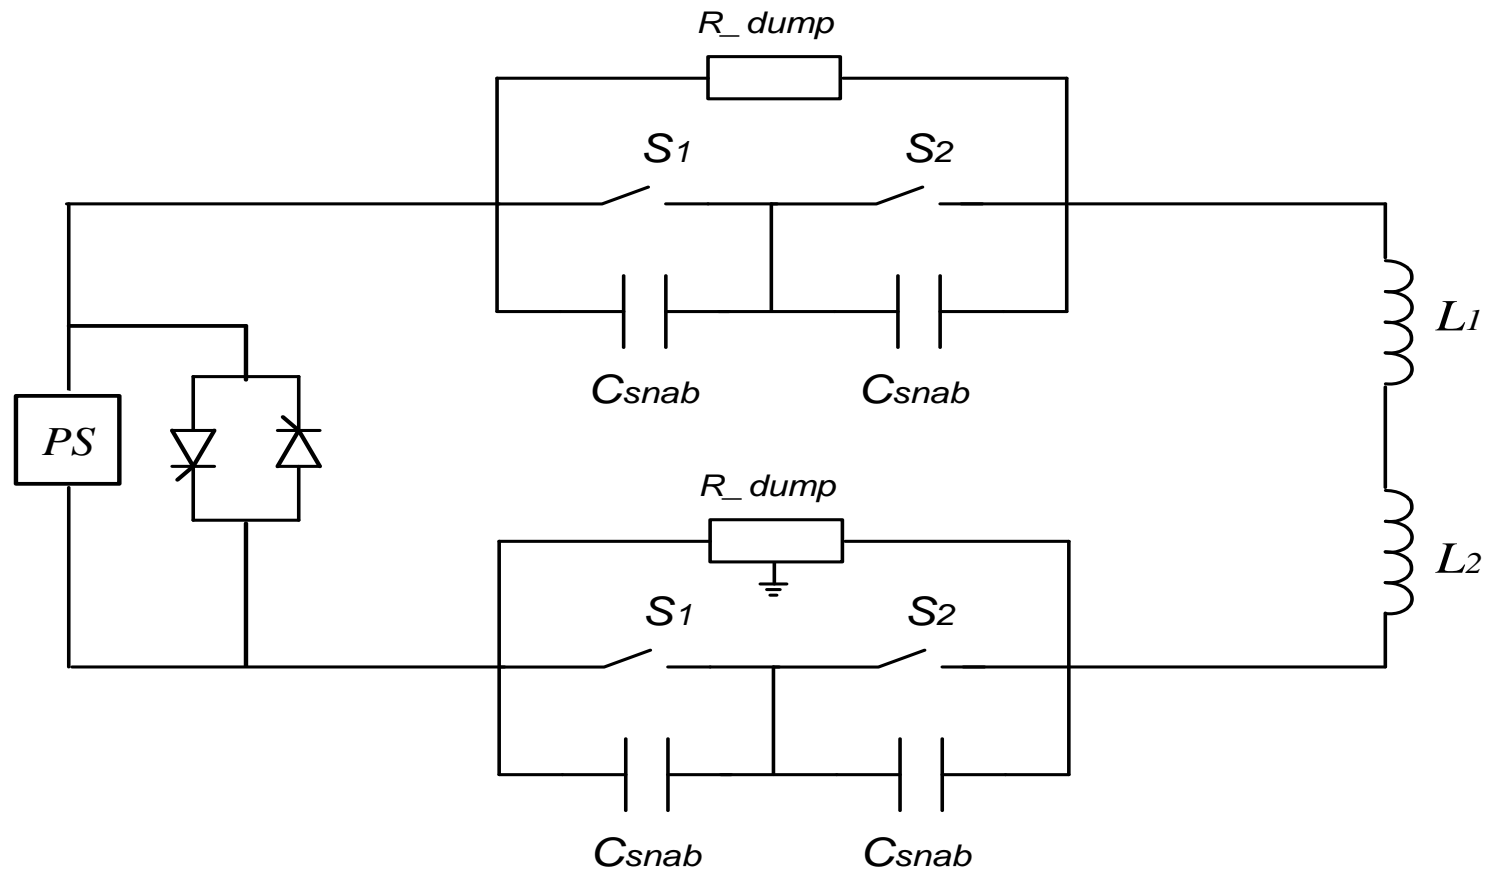 R_ dump
S1
S2
L1
Csnab
Csnab
PS
R_ dump
L2
S1
S2
Csnab
Csnab